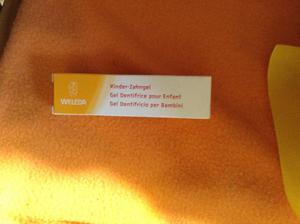 WELEDA
Kinder-Zahngel
Gel Dentifrice pour Enfant
Gel Dentifricio per Bambini